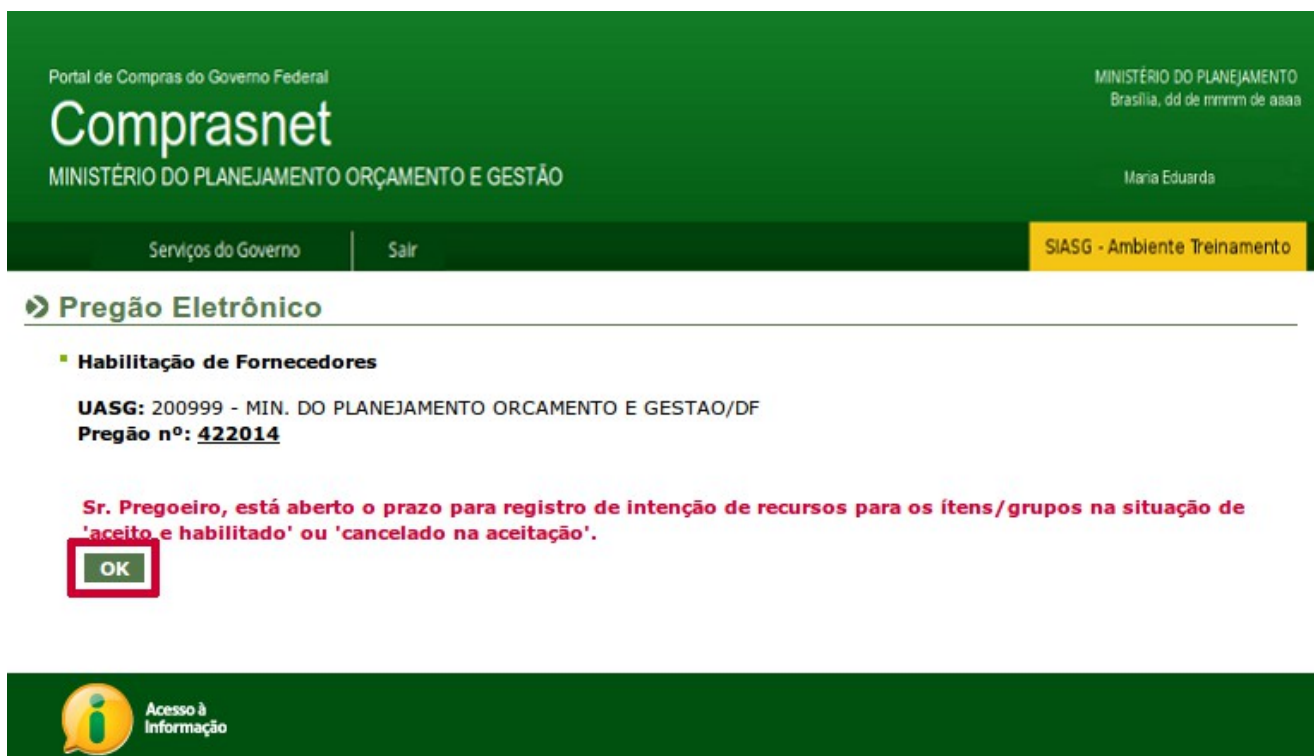 Portal de Compras do Governo Federal
MINISTÉRIO DO PLANEJAMENTO
Brasília, dd de mmmm de aaaa
Comprasnet
MINISTÉRIO DO PLANEJAMENTO ORÇAMENTO E GESTÃO
Maria Eduarda
Serviços do Governo
Sair
SIASG - Ambiente Treinamento
Pregão Eletrônico
Habilitação de Fornecedores
UASG: 200999 - MIN. DO PLANEJAMENTO ORCAMENTO E GESTAO/DF
Pregão nº: 422014
Sr. Pregoeiro, está aberto o prazo para registro de intenção de recursos para os ítens/grupos na situação de
'aceito e habilitado' ou 'cancelado na aceitação'.
OK
Acesso à
Informação